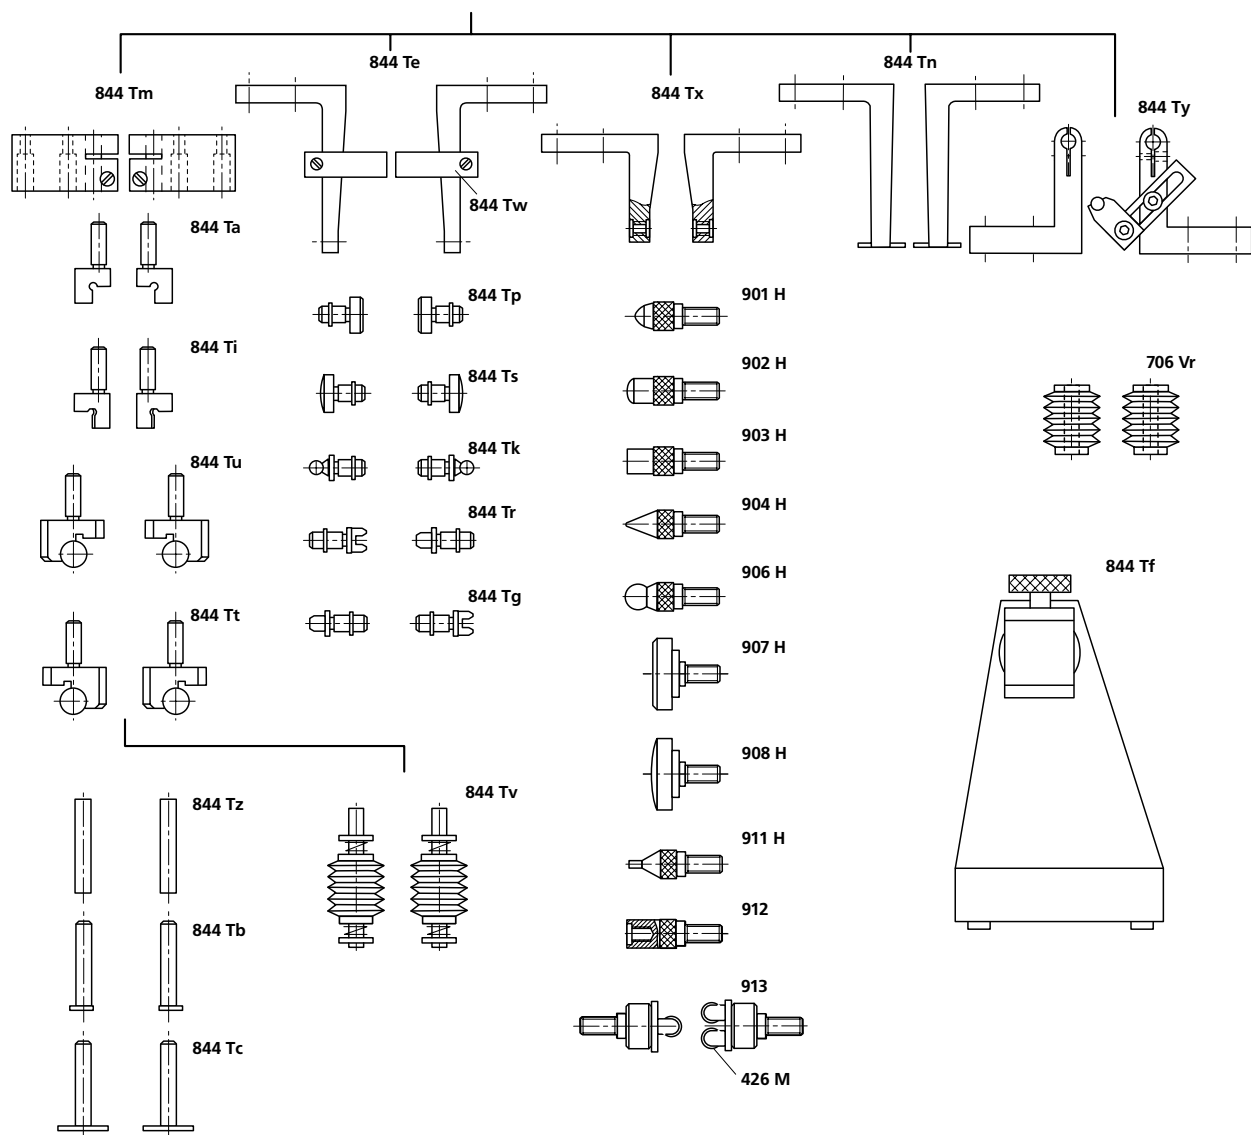 844 Tm
844 Te
844 Tx
844 Tn
844 Ty
844 Tw
844 Ta
844 Ti
844 Tu
844 Tt
844 Tp
844 Ts
844 Tk
844 Tr
844 Tg
901 H
902 H
903 H
904 H
906 H
907 H
908 H
911 H
912
913
426 M
706 Vr
844 Tf
844 Tz
844 Tb
844 Tc
844 Tv